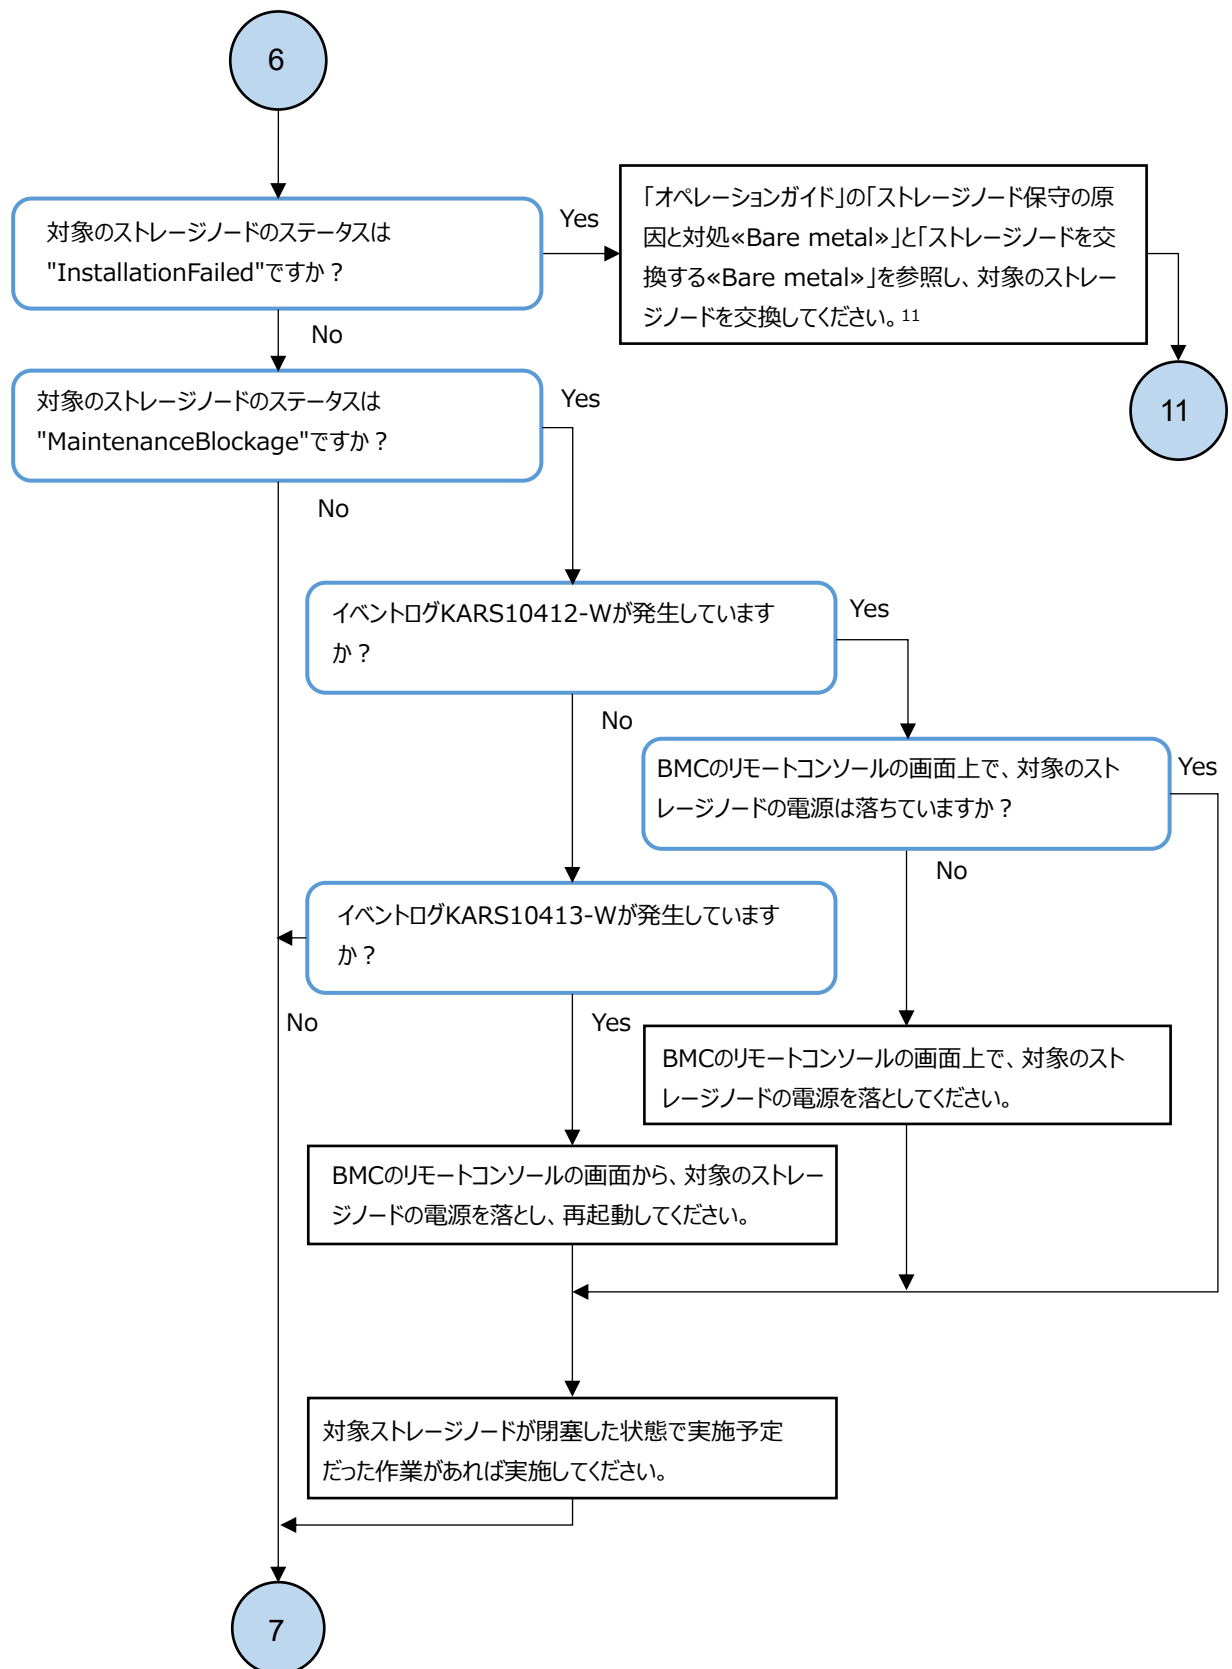 6
対象のストレージノードのステータスは
"InstallationFailed"ですか？
Yes
「オペレーションガイド」の「ストレージノード保守の原
因と対処≪Bare metal≫」と「ストレージノードを交
換する≪Bare metal≫」を参照し、対象のストレー
ジノードを交換してください。11
No
11
対象のストレージノードのステータスは
"MaintenanceBlockage"ですか？
Yes
No
イベントログKARS10412-Wが発生しています
か？
Yes
No
BMCのリモートコンソールの画面上で、対象のスト
レージノードの電源は落ちていますか？
Yes
No
イベントログKARS10413-Wが発生しています
か？
No
Yes
BMCのリモートコンソールの画面上で、対象のスト
レージノードの電源を落としてください。
BMCのリモートコンソールの画面から、対象のストレー
ジノードの電源を落とし、再起動してください。
対象ストレージノードが閉塞した状態で実施予定
だった作業があれば実施してください。
7